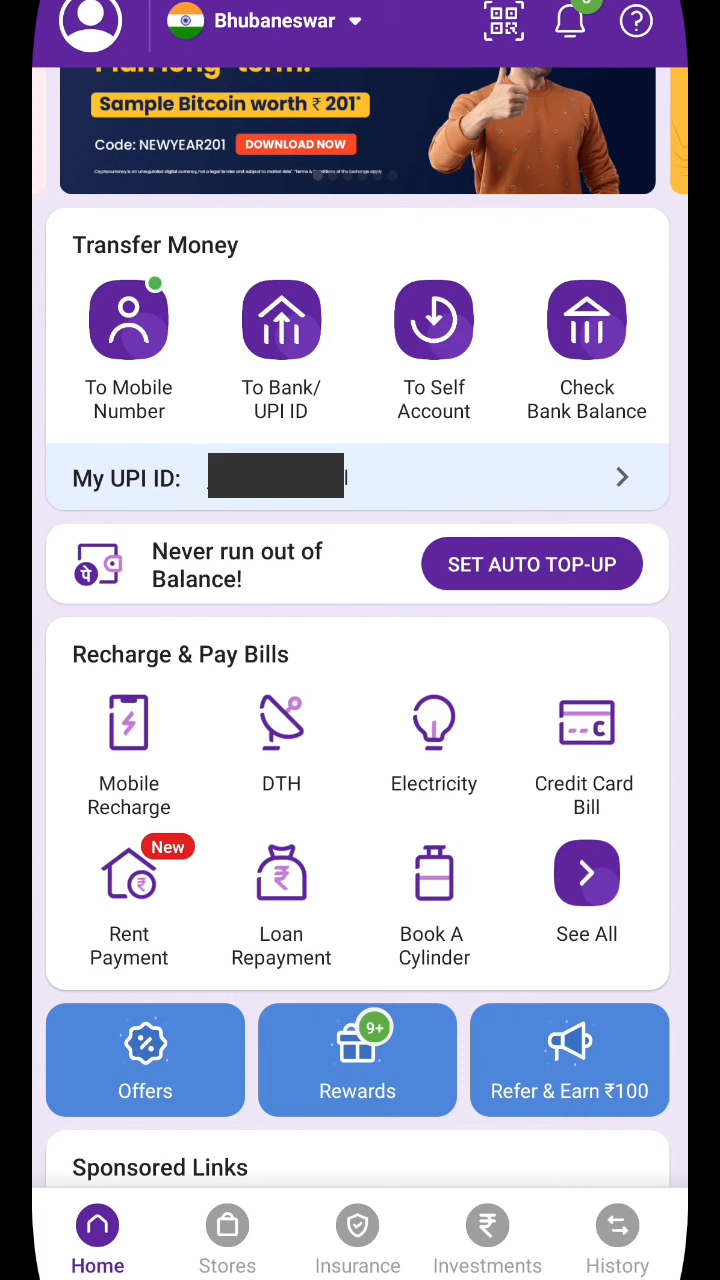 Bhubaneswar
Sample Bitcoin worth ₹ 201*
Code: NEWYEAR201 DOWNLOAD NOW
Transfer Money
To Mobile
Number
To Bank/
UPI ID
To Self
Account
Check
Bank Balance
My UPI ID:
पे
Never run out of
Balance!
SET AUTO TOP-UP
Recharge & Pay Bills
Mobile
Recharge
DTH
Electricity
C
Credit Card
Bill
New
₹
Rent
Payment
₹
Loan
Repayment
Book A
Cylinder
See All
%
Offers
9+
Rewards
Refer & Earn ₹100
Sponsored Links
Home
Stores
Insurance
₹
Investments
History